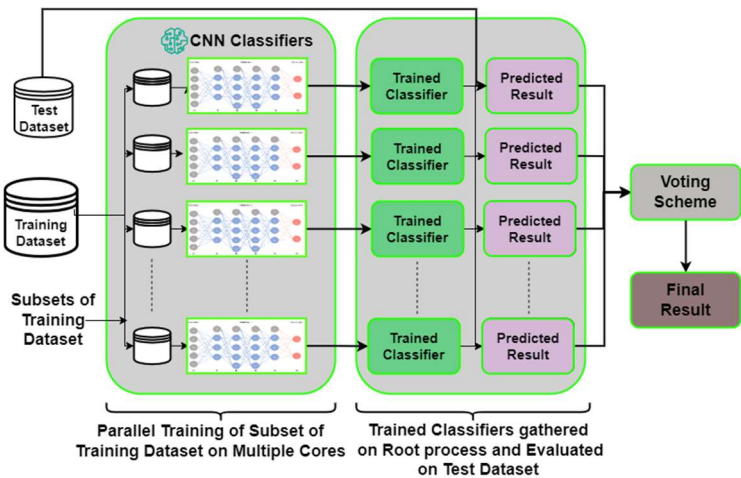 CNN Classifiers
Test
Dataset
Training
Dataset
Subsets of
Training
Dataset
Trained
Classifier
Predicted
Result
Trained
Classifier
Predicted
Result
Trained
Classifier
Predicted
Result
Trained
Classifier
Predicted
Result
Voting
Scheme
Final
Result
Parallel Training of Subset of
Training Dataset on Multiple Cores
Trained Classifiers gathered
on Root process and Evaluated
on Test Dataset